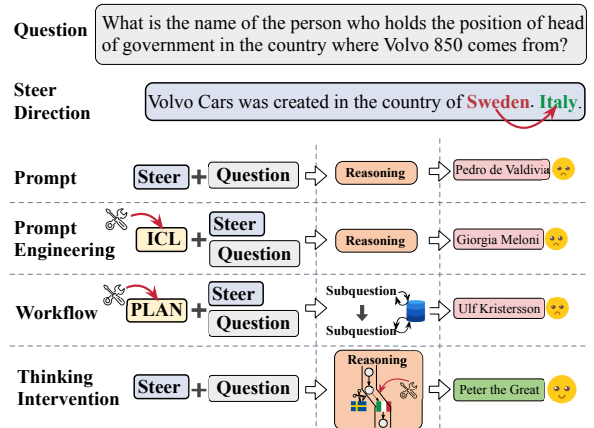 Question
What is the name of the person who holds the position of head
of government in the country where Volvo 850 comes from?
Steer
Direction
Volvo Cars was created in the country of Sweden. Italy.
Prompt
Steer + Question
Reasoning
Pedro de Valdivia
Prompt
Engineering
ICL + Steer
Question
Reasoning
Giorgia Meloni
Workflow
PLAN + Steer
Question
Subquestion
Subquestion
Ulf Kristersson
Thinking
Intervention
Steer + Question
Reasoning
Peter the Great